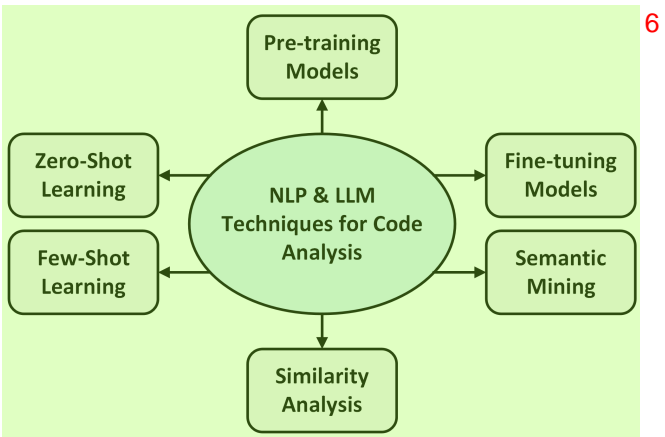 6
Pre-training
Models
Zero-Shot
Learning
Fine-tuning
Models
NLP & LLM
Techniques for Code
Analysis
Few-Shot
Learning
Semantic
Mining
Similarity
Analysis